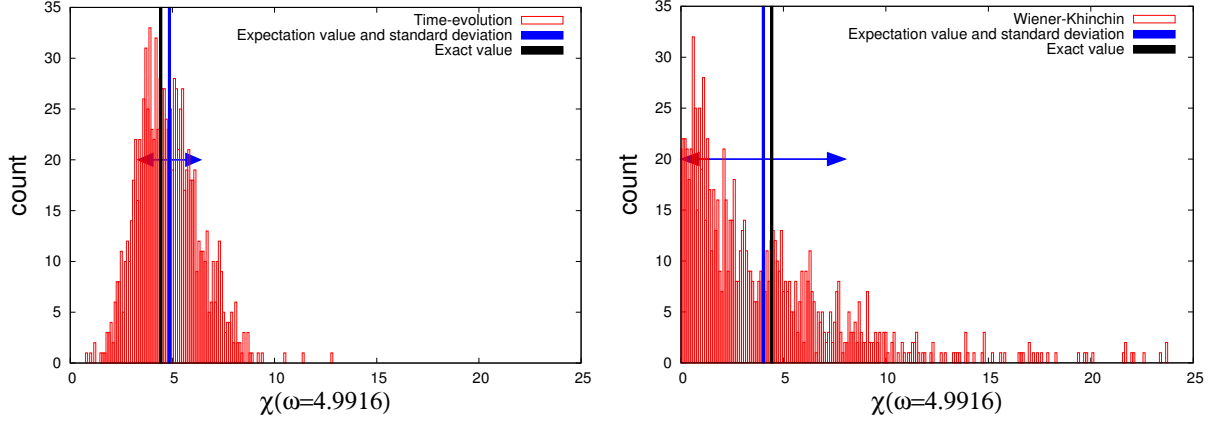 Time-evolution
Expectation value and standard deviation
Exact value
count
35
30
25
20
15
10
5
0
0 5 10 15 20 25
χ(ω=4.9916)
Wiener-Khinchin
Expectation value and standard deviation
Exact value
count
35
30
25
20
15
10
5
0
0 5 10 15 20 25
χ(ω=4.9916)